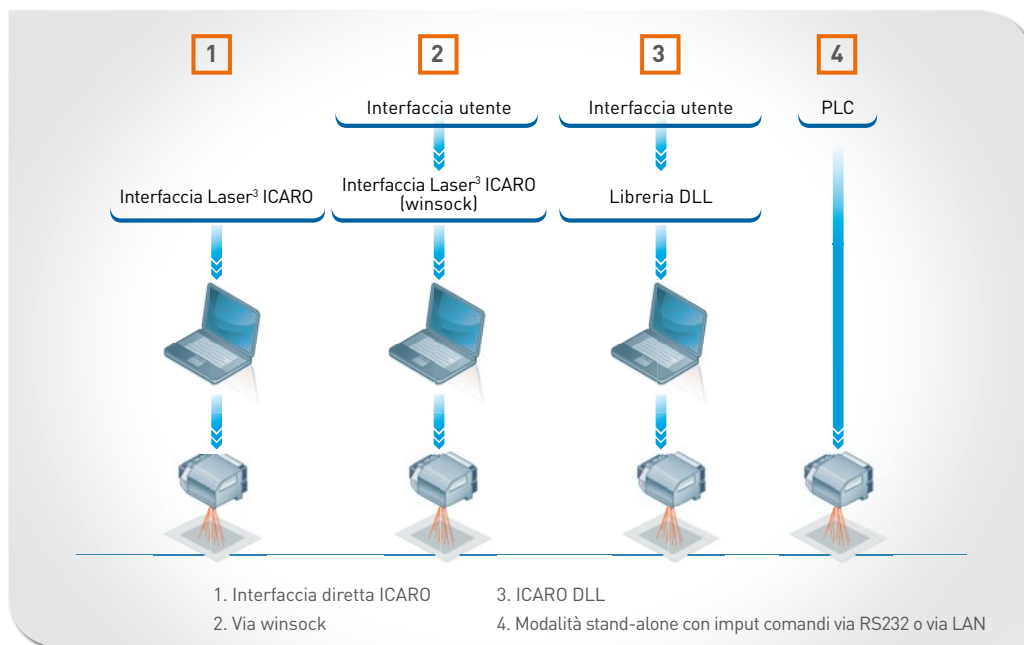 1
2
3
4
Interfaccia utente
Interfaccia utente
PLC
Interfaccia Laser³ ICARO
Interfaccia Laser³ ICARO
(winsock)
Libreria DLL
1. Interfaccia diretta ICARO
2. Via winsock
3. ICARO DLL
4. Modalità stand-alone con imput comandi via RS232 o via LAN